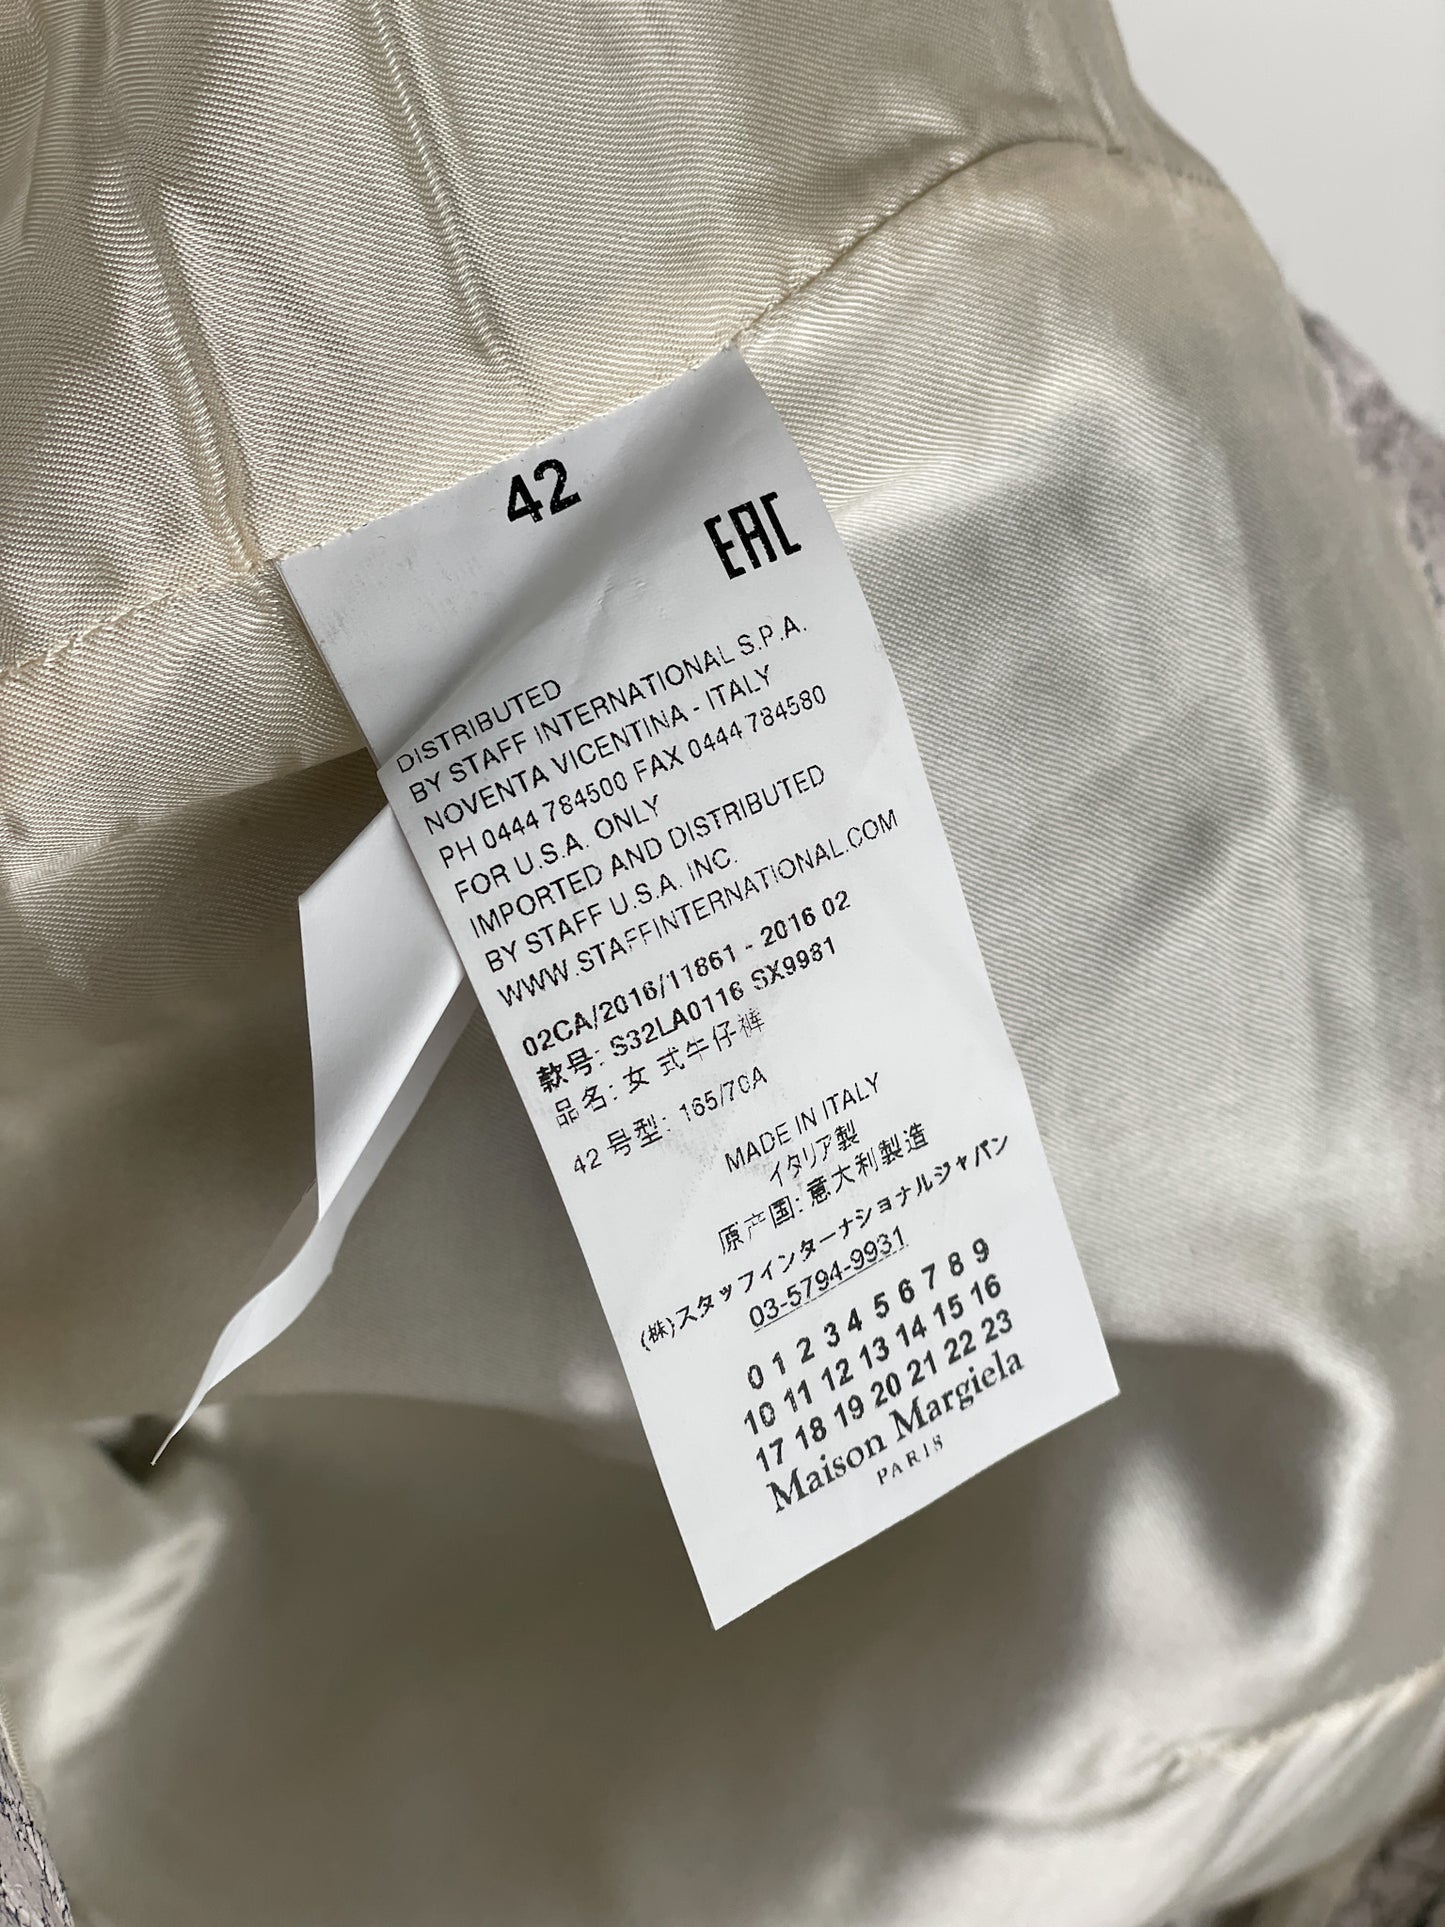 42
EAC
DISTRIBUTED
BY STAFF INTERNATIONAL S.P.A.
NOVENTA VICENTINA - ITALY
PH 0444 784500 FAX 0444 784580
FOR U.S.A. ONLY
IMPORTED AND DISTRIBUTED
BY STAFF U.S.A. INC.
WWW.STAFFINTERNATIONAL.COM
02CA/2016/11861 - 2016 02
款号: S32LA0116 SX9981
品名: 女 式牛仔裤
42 号型: 165/70A
MADE IN ITALY
イタリア製
原产国: 意大利製造
(株)スタッフインターナショナルジャパン
03-5794-9931
0 1 2 3 4 5 6 7 8 9
10 11 12 13 14 15 16
17 18 19 20 21 22 23
Maison Margiela
PARIS